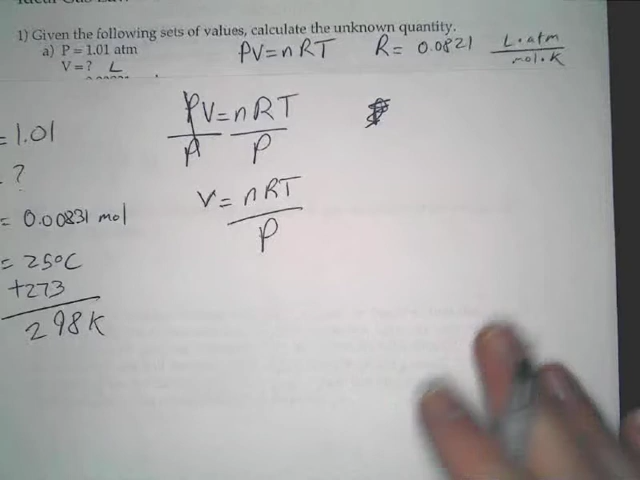 1) Given the following sets of values, calculate the unknown quantity.
a) P = 1.01 atm
V = ? L
PV=nRT
R= 0.0821 L·atm
mol·K
= 1.01
?
= 0.00831 mol
= 25°C
+273
298K
PV=nRT
P P
V= nRT
P